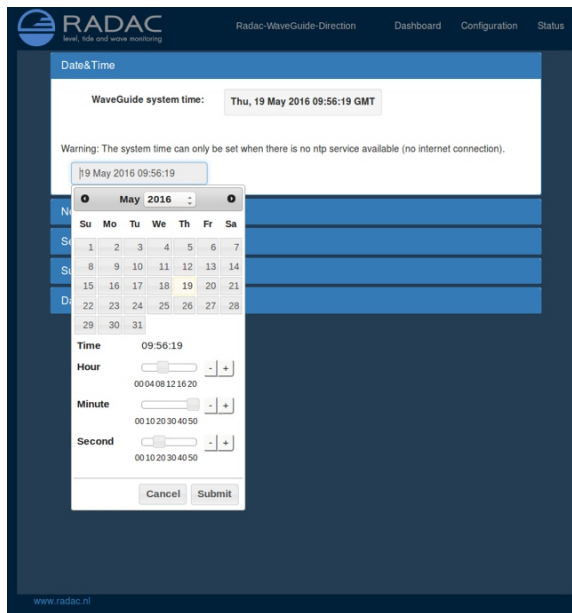 RADAC
level, tide and wave monitoring
Radac-WaveGuide-Direction Dashboard Configuration Status
Date&Time
WaveGuide system time: Thu, 19 May 2016 09:56:19 GMT
Warning: The system time can only be set when there is no ntp service available (no internet connection).
19 May 2016 09:56:19
May 2016
Su Mo Tu We Th Fr Sa
1 2 3 4 5 6 7
8 9 10 11 12 13 14
15 16 17 18 19 20 21
22 23 24 25 26 27 28
29 30 31
Time 09:56:19
Hour - +
00 04 08 12 16 20
Minute - +
00 10 20 30 40 50
Second - +
00 10 20 30 40 50
Cancel Submit
www.radac.nl